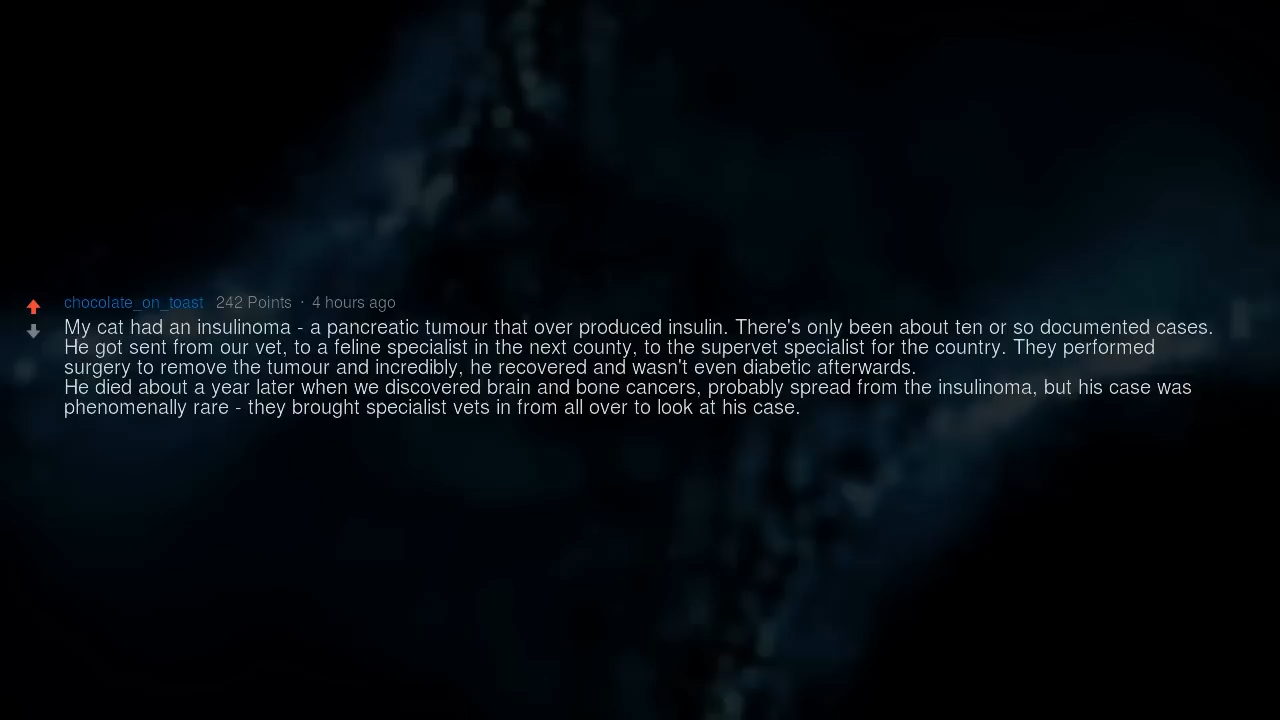 chocolate_on_toast 242 Points · 4 hours ago
My cat had an insulinoma - a pancreatic tumour that over produced insulin. There's only been about ten or so documented cases.
He got sent from our vet, to a feline specialist in the next county, to the supervet specialist for the country. They performed
surgery to remove the tumour and incredibly, he recovered and wasn't even diabetic afterwards.
He died about a year later when we discovered brain and bone cancers, probably spread from the insulinoma, but his case was
phenomenally rare - they brought specialist vets in from all over to look at his case.